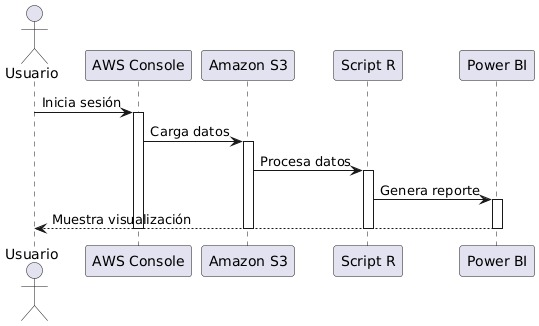 Usuario
AWS Console
Amazon S3
Script R
Power BI
Inicia sesión
Carga datos
Procesa datos
Genera reporte
Muestra visualización
Usuario
AWS Console
Amazon S3
Script R
Power BI